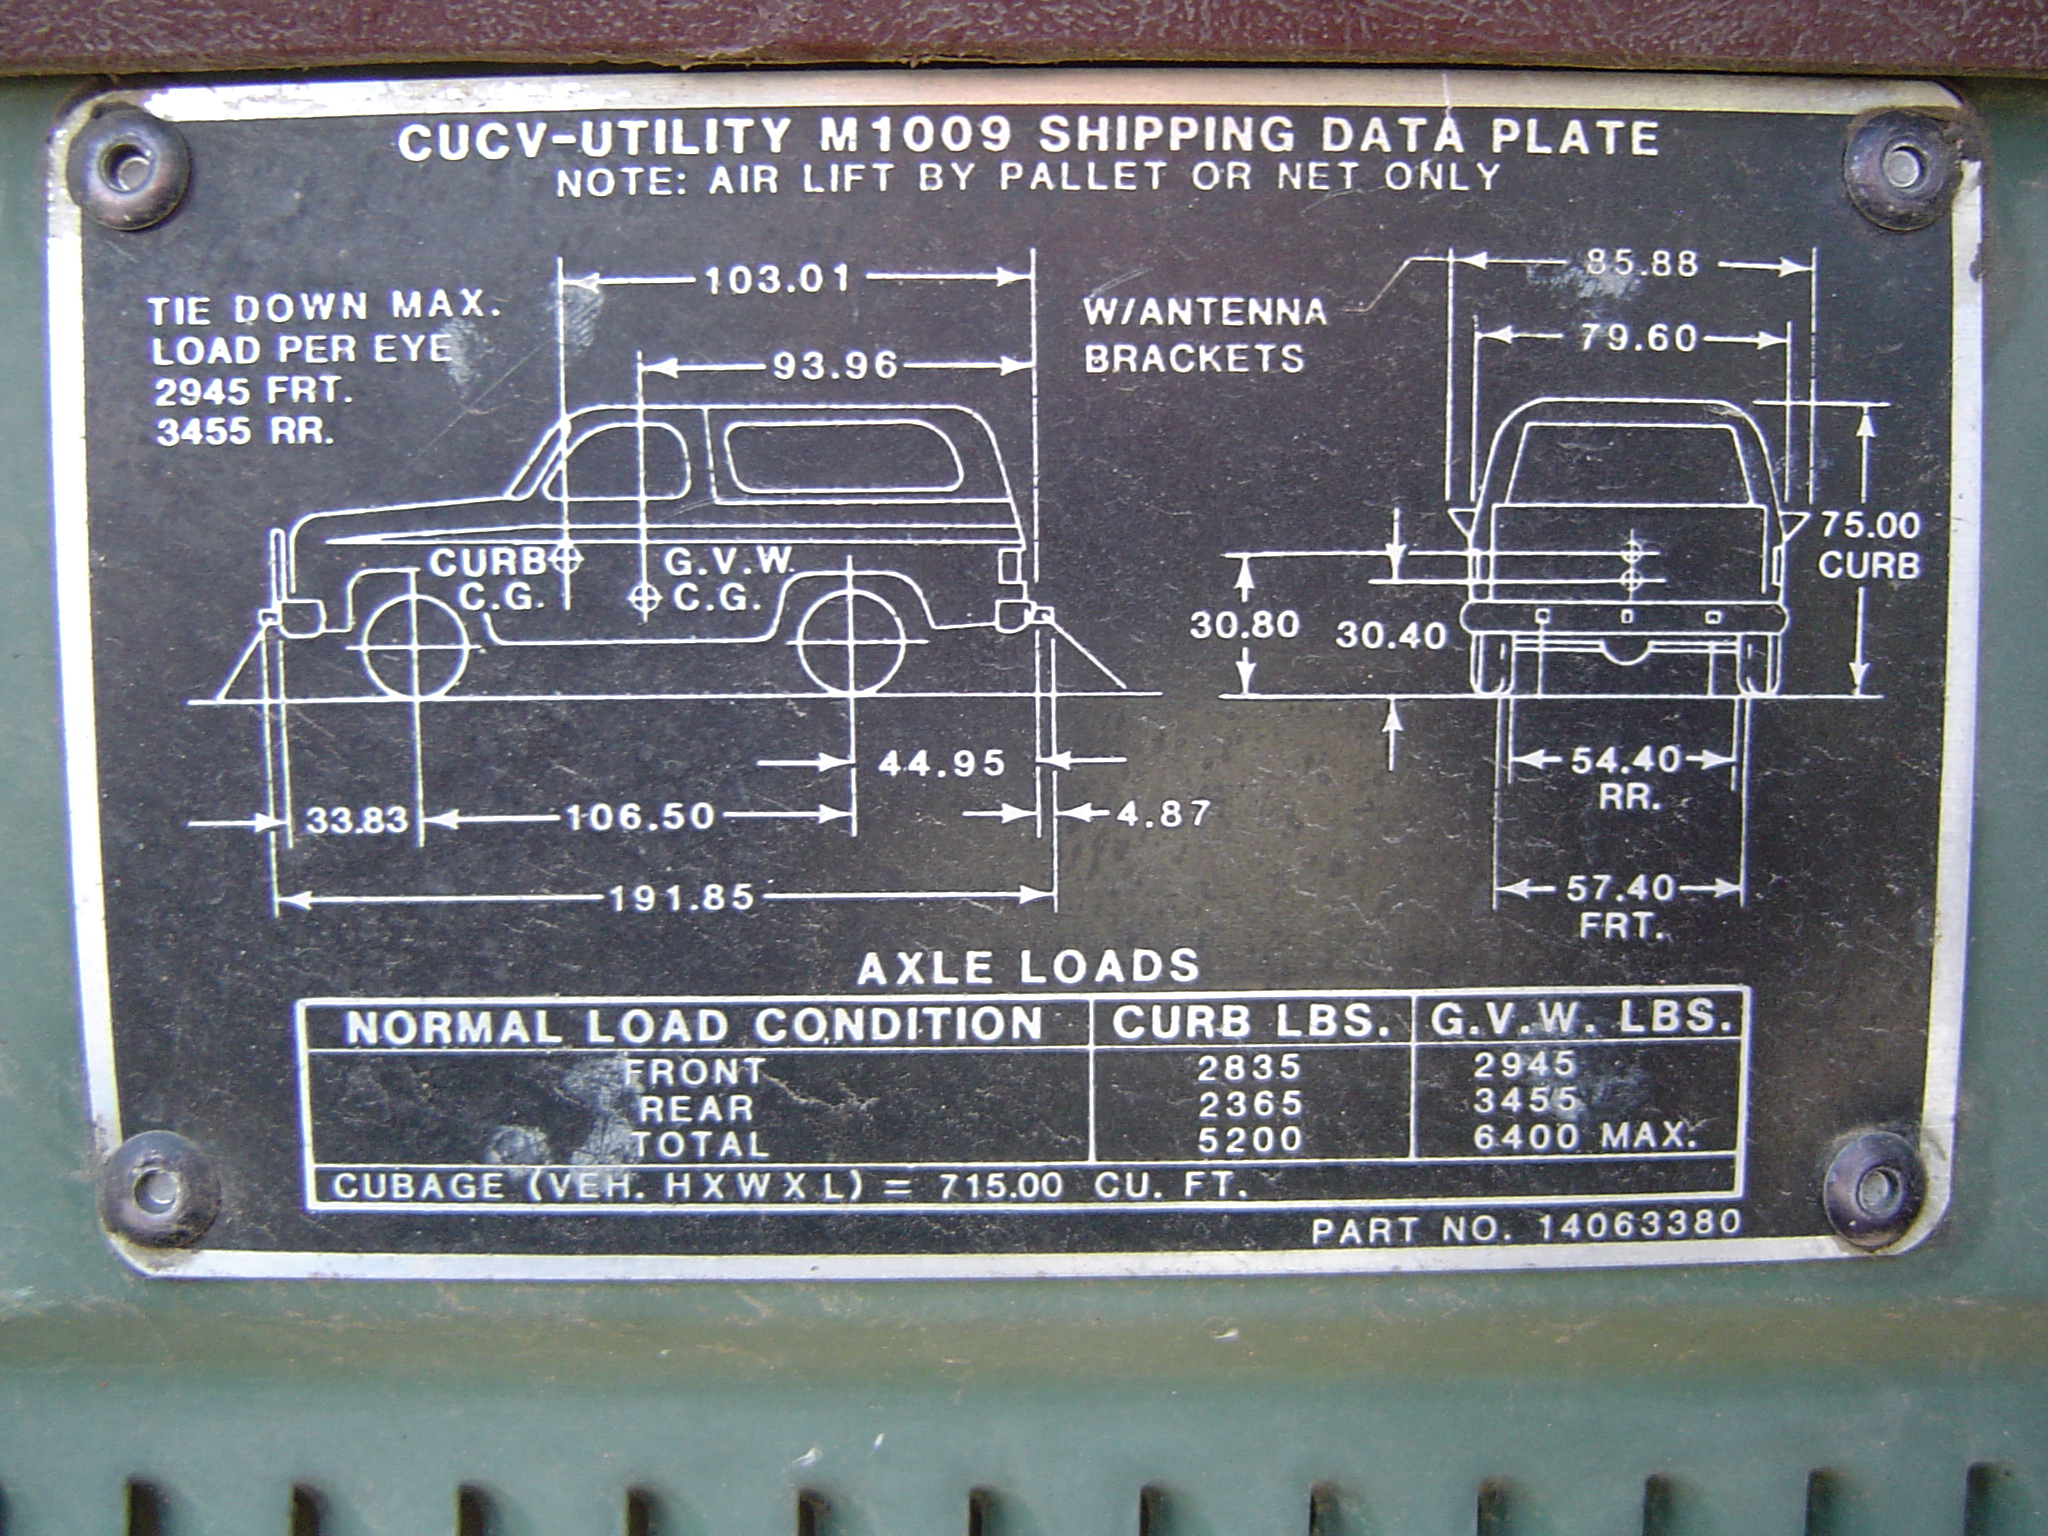 CUCV-UTILITY M1009 SHIPPING DATA PLATE
NOTE: AIR LIFT BY PALLET OR NET ONLY
TIE DOWN MAX.
LOAD PER EYE
2945 FRT.
3455 RR.
103.01
93.96
CURB
C.G.
G.V.W.
C.G.
44.95
33.83
106.50
4.87
191.85
W/ANTENNA
BRACKETS
85.88
79.60
75.00
CURB
30.80
30.40
54.40
RR.
57.40
FRT.
AXLE LOADS
NORMAL LOAD CONDITION CURB LBS. G.V.W. LBS.
FRONT 2835 2945
REAR 2365 3455
TOTAL 5200 6400 MAX.
CUBAGE (VEH. H X W X L) = 715.00 CU. FT.
PART NO. 14063380